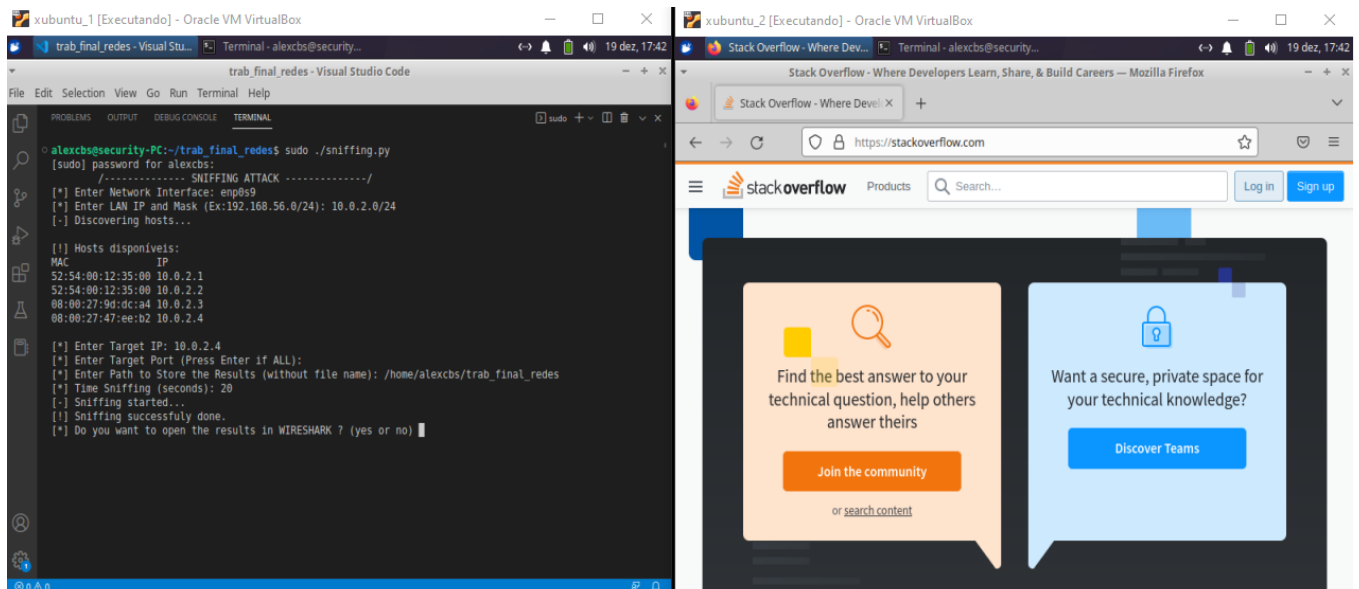 xubuntu_1 [Executando] - Oracle VM VirtualBox
trab_final_redes - Visual Stu...
Terminal - alexcbs@security...
19 dez, 17:42
trab_final_redes - Visual Studio Code
File Edit Selection View Go Run Terminal Help
PROBLEMS OUTPUT DEBUG CONSOLE TERMINAL
sudo
alexcbs@security-PC:~/trab_final_redes$ sudo ./sniffing.py
[sudo] password for alexcbs:
/-------------- SNIFFING ATTACK --------------/
[*] Enter Network Interface: enp0s9
[*] Enter LAN IP and Mask (Ex:192.168.56.0/24): 10.0.2.0/24
[-] Discovering hosts...
[!] Hosts disponíveis:
MAC IP
52:54:00:12:35:00 10.0.2.1
52:54:00:12:35:00 10.0.2.2
08:00:27:9d:dc:a4 10.0.2.3
08:00:27:47:ee:b2 10.0.2.4
[*] Enter Target IP: 10.0.2.4
[*] Enter Target Port (Press Enter if ALL):
[*] Enter Path to Store the Results (without file name): /home/alexcbs/trab_final_redes
[*] Time Sniffing (seconds): 20
[-] Sniffing started...
[!] Sniffing successfuly done.
[*] Do you want to open the results in WIRESHARK ? (yes or no)
1
0 0
xubuntu_2 [Executando] - Oracle VM VirtualBox
Stack Overflow - Where Dev...
Terminal - alexcbs@security...
19 dez, 17:42
Stack Overflow - Where Developers Learn, Share, & Build Careers — Mozilla Firefox
Stack Overflow - Where Devel
https://stackoverflow.com
stackoverflow
Products
Search...
Log in
Sign up
Find the best answer to your
technical question, help others
answer theirs
Join the community
or search content
Want a secure, private space for
your technical knowledge?
Discover Teams